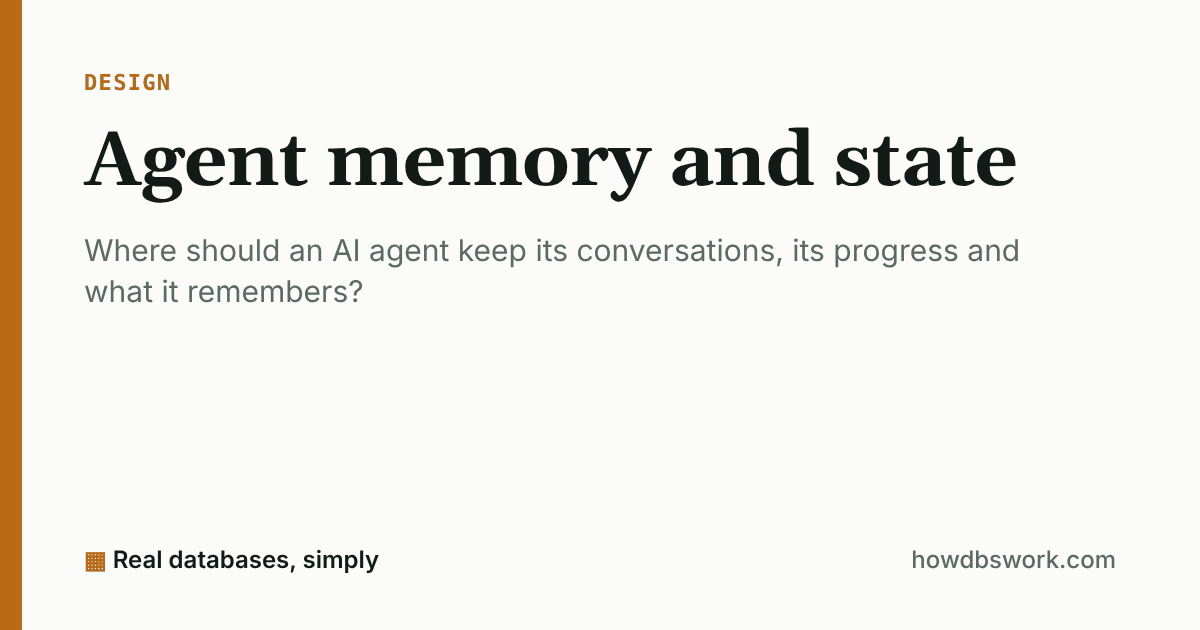 DESIGN
Agent memory and state
Where should an AI agent keep its conversations, its progress and
what it remembers?
Real databases, simply
howdbswork.com